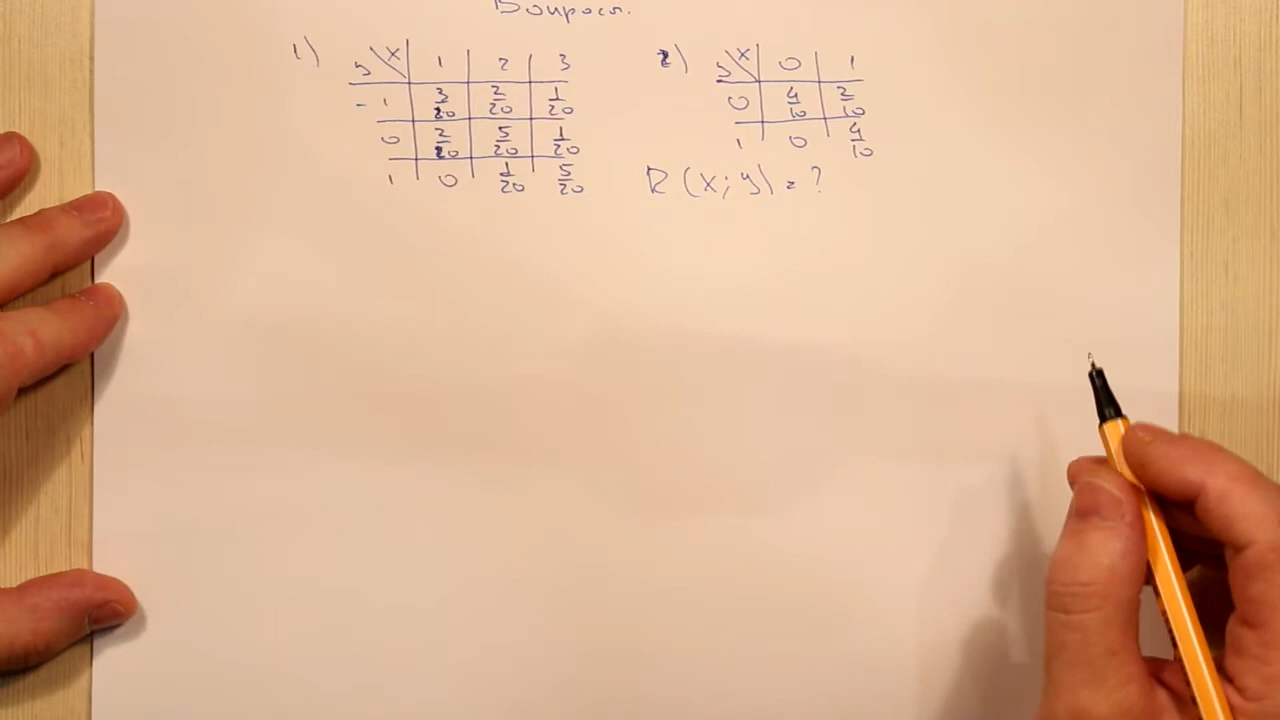 Вопросы.
1) y \ x | 1 | 2 | 3
-1 | 3/20 | 2/20 | 1/20
0 | 2/20 | 5/20 | 1/20
1 | 0 | 1/20 | 5/20
2) y \ x | 0 | 1
0 | 4/10 | 2/10
1 | 0 | 4/10
R(x;y) = ?